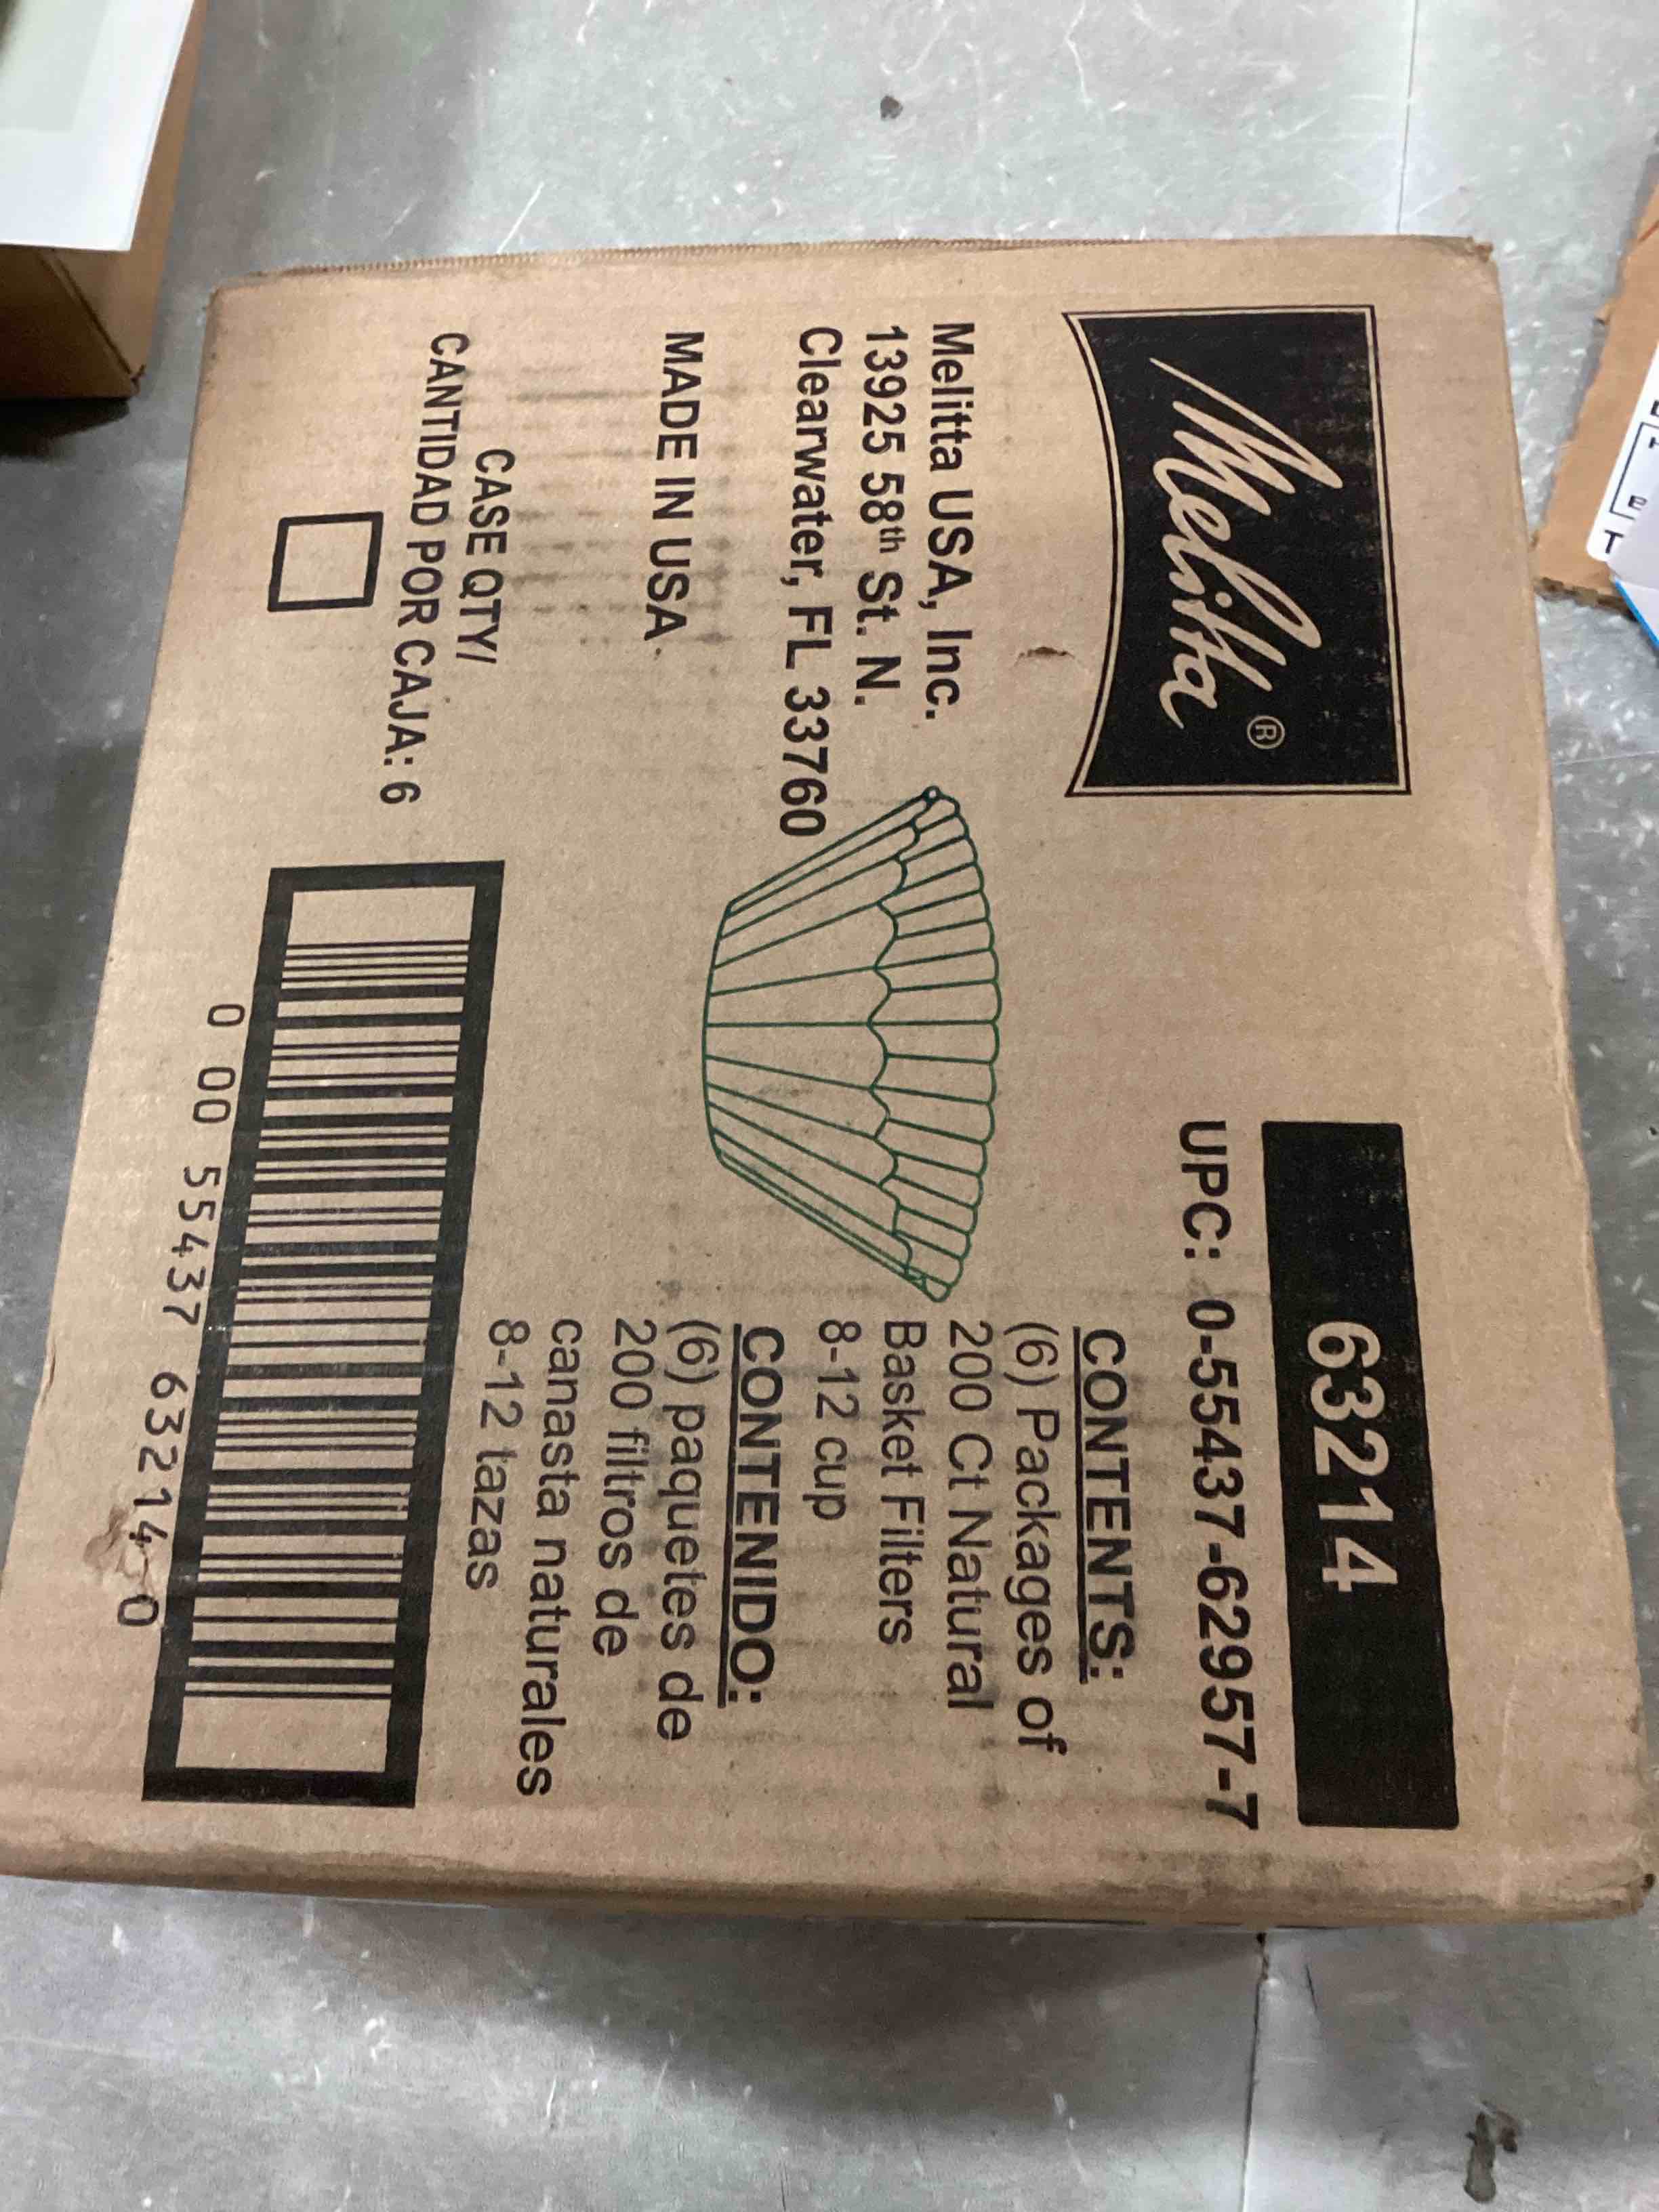 Melitta®
63214
UPC: 0-55437-62957-7
Melitta USA, Inc.
13925 58th St. N.
Clearwater, FL 33760
MADE IN USA
CONTENTS:
(6) Packages of
200 Ct Natural
Basket Filters
8-12 cup
CONTENIDO:
(6) paquetes de
200 filtros de
canasta naturales
8-12 tazas
CASE QTY/
CANTIDAD POR CAJA: 6
0 00 55437 63214 0